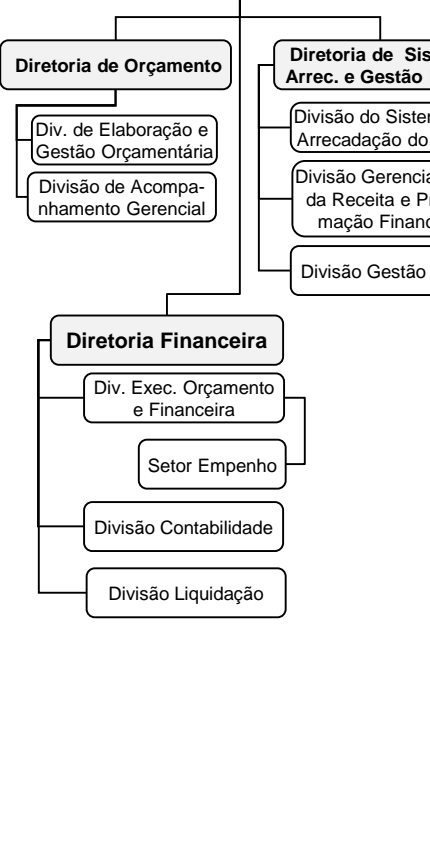 Diretoria de Orçamento
Div. de Elaboração e
Gestão Orçamentária
Divisão de Acompa-
nhamento Gerencial
Diretoria de
Arrec. e Gestão
Divisão do
Arrecadação do
Divisão
da Receita e
mação
Divisão Gestão
Diretoria Financeira
Div. Exec. Orçamento
e Financeira
Setor Empenho
Divisão Contabilidade
Divisão Liquidação